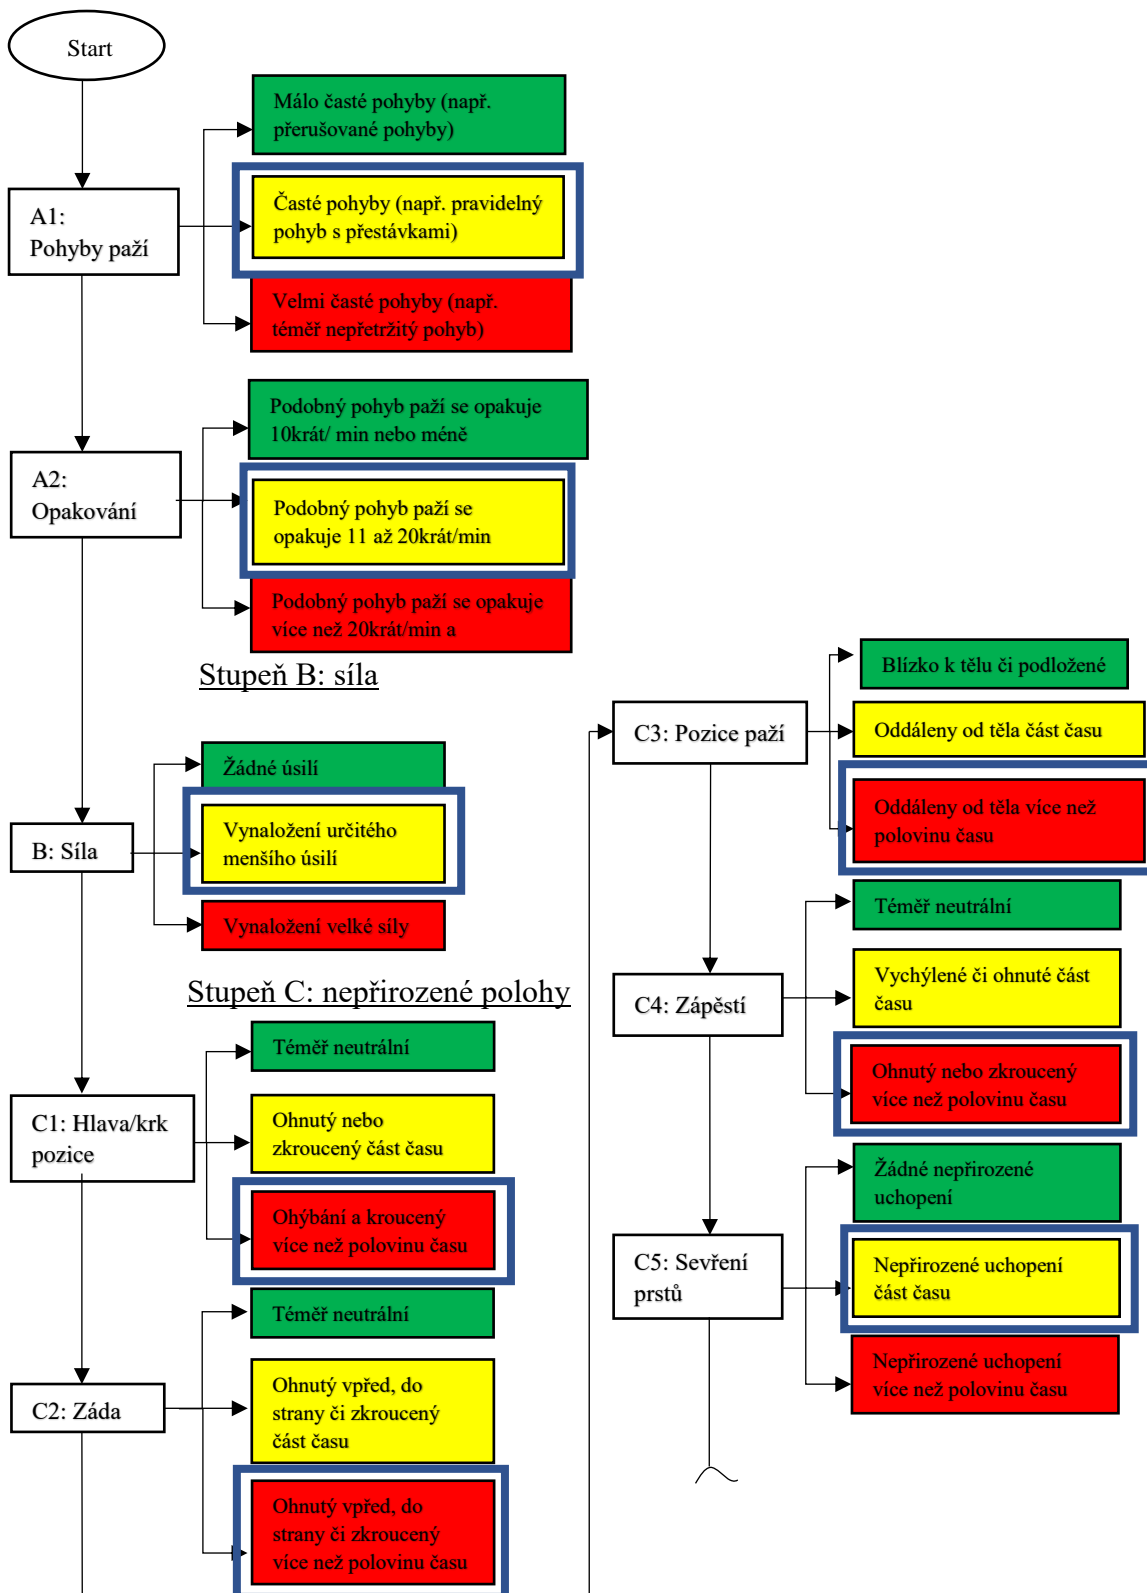 Start
Málo časté pohyby (např.
přerušované pohyby)
A1:
Pohyby paží
Časté pohyby (např. pravidelný
pohyb s přestávkami)
Velmi časté pohyby (např.
téměř nepřetržitý pohyb)
Podobný pohyb paží se opakuje
10krát/ min nebo méně
A2:
Opakování
Podobný pohyb paží se
opakuje 11 až 20krát/min
Podobný pohyb paží se opakuje
více než 20krát/min a
Stupeň B: síla
Žádné úsilí
B: Síla
Vynaložení určitého
menšího úsilí
Vynaložení velké síly
Stupeň C: nepřirozené polohy
Téměř neutrální
C1: Hlava/krk
pozice
Ohnutý nebo
zkroucený část času
Ohýbání a kroucený
více než polovinu času
Téměř neutrální
C2: Záda
Ohnutý vpřed, do
strany či zkroucený
část času
Ohnutý vpřed, do
strany či zkroucený
více než polovinu času
Blízko k tělu či podložené
C3: Pozice paží
Oddáleny od těla část času
Oddáleny od těla více než
polovinu času
Téměř neutrální
C4: Zápěstí
Vychýlené či ohnuté část
času
Ohnutý nebo zkroucený
více než polovinu času
Žádné nepřirozené
uchopení
C5: Sevření
prstů
Nepřirozené uchopení
část času
Nepřirozené uchopení
více než polovinu času